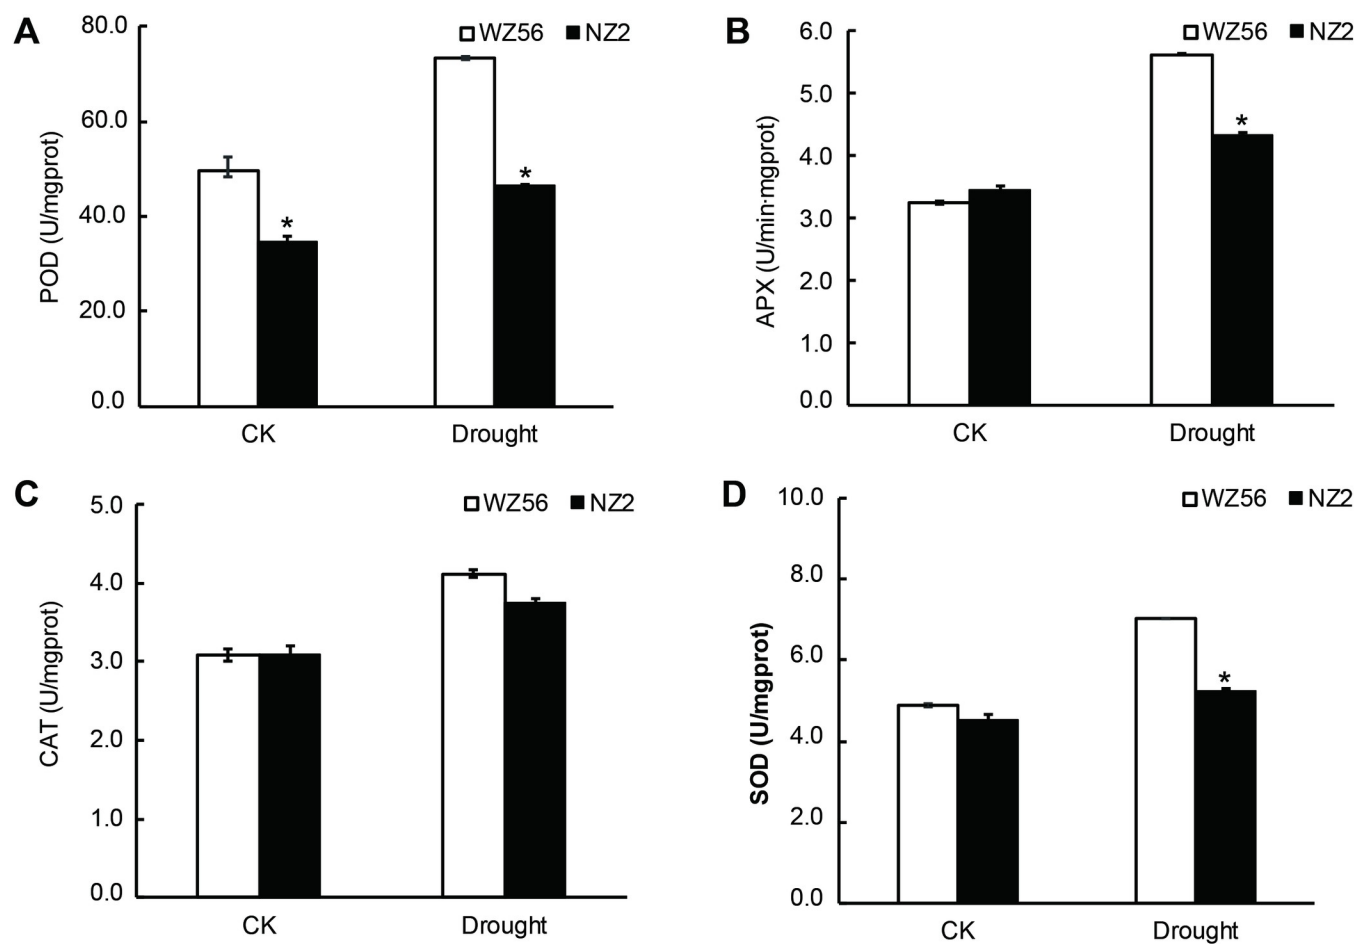 A
WZ56 NZ2
80.0
60.0
40.0
20.0
0.0
POD (U/mgprot)
*
*
CK Drought
B
WZ56 NZ2
6.0
5.0
4.0
3.0
2.0
1.0
0.0
APX (U/min·mgprot)
*
CK Drought
C
WZ56 NZ2
5.0
4.0
3.0
2.0
1.0
0.0
CAT (U/mgprot)
CK Drought
D
WZ56 NZ2
10.0
8.0
6.0
4.0
2.0
0.0
SOD (U/mgprot)
*
CK Drought